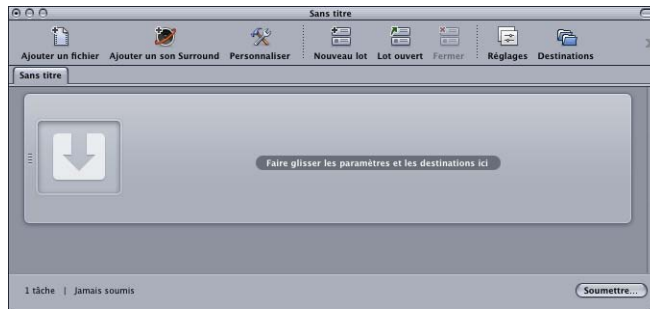 Sans titre
Ajouter un fichier Ajouter un son Surround Personnaliser Nouveau lot Lot ouvert Fermer Réglages Destinations
Sans titre
Faire glisser les paramètres et les destinations ici
1 tâche | Jamais soumis Soumettre...